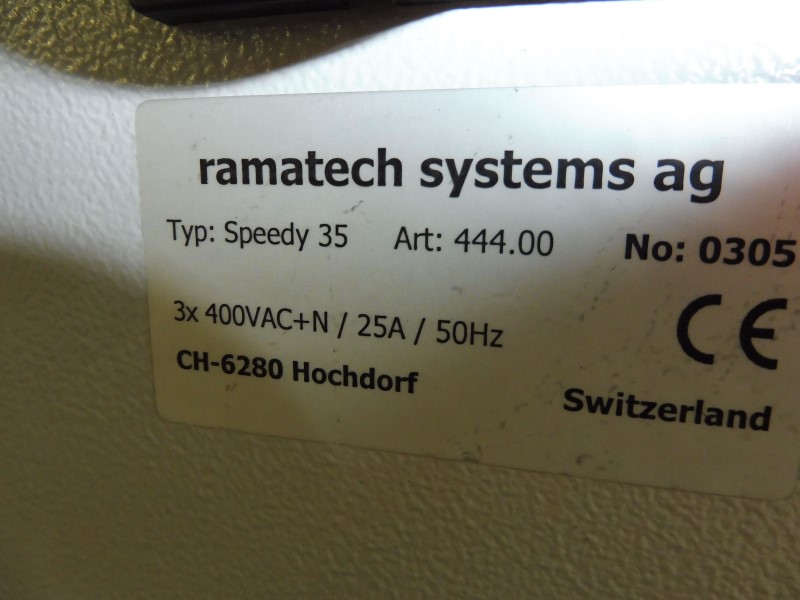 ramatech systems ag
Typ: Speedy 35 Art: 444.00 No: 0305
3x 400VAC+N / 25A / 50Hz
CE
CH-6280 Hochdorf
Switzerland